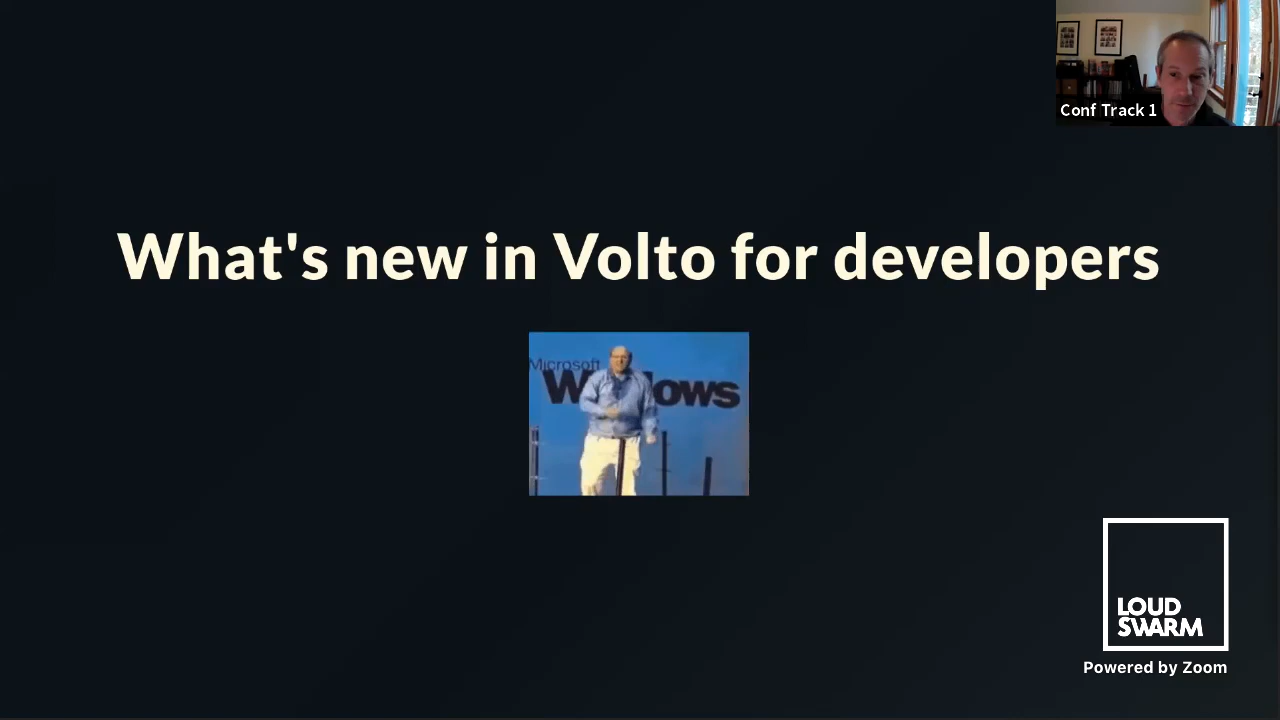 Conf Track 1
What's new in Volto for developers
Microsoft
LOUD
SWARM
Powered by Zoom